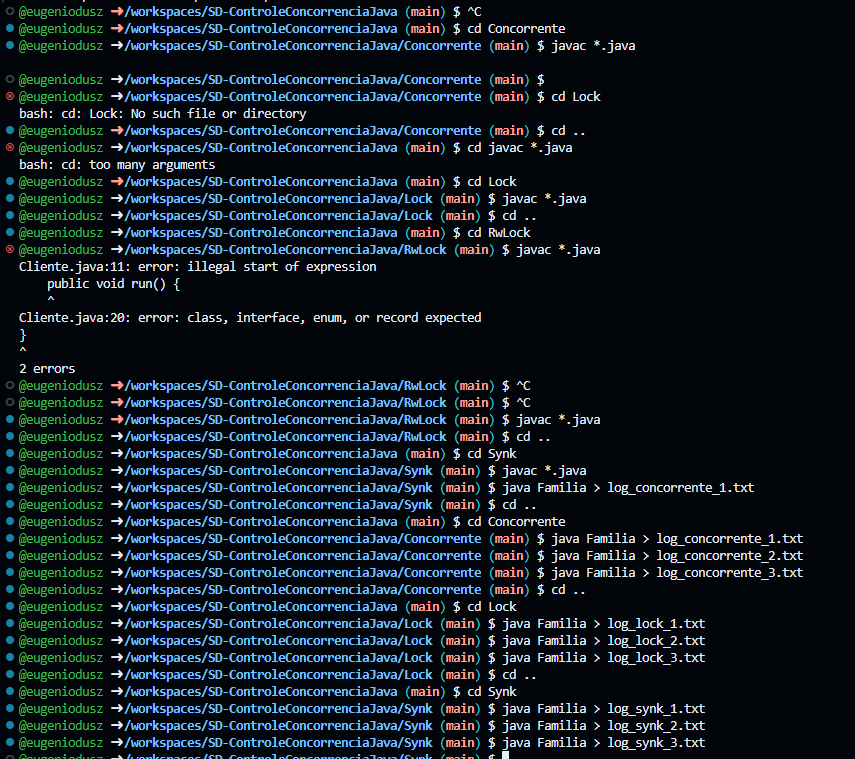 @eugeniodusz ➜/workspaces/SD-ControleConcorrenciaJava (main) $ ^C
@eugeniodusz ➜/workspaces/SD-ControleConcorrenciaJava (main) $ cd Concorrente
@eugeniodusz ➜/workspaces/SD-ControleConcorrenciaJava/Concorrente (main) $ javac *.java
@eugeniodusz ➜/workspaces/SD-ControleConcorrenciaJava/Concorrente (main) $
@eugeniodusz ➜/workspaces/SD-ControleConcorrenciaJava/Concorrente (main) $ cd Lock
bash: cd: Lock: No such file or directory
@eugeniodusz ➜/workspaces/SD-ControleConcorrenciaJava/Concorrente (main) $ cd ..
@eugeniodusz ➜/workspaces/SD-ControleConcorrenciaJava (main) $ cd javac *.java
bash: cd: too many arguments
@eugeniodusz ➜/workspaces/SD-ControleConcorrenciaJava (main) $ cd Lock
@eugeniodusz ➜/workspaces/SD-ControleConcorrenciaJava/Lock (main) $ javac *.java
@eugeniodusz ➜/workspaces/SD-ControleConcorrenciaJava/Lock (main) $ cd ..
@eugeniodusz ➜/workspaces/SD-ControleConcorrenciaJava (main) $ cd RwLock
@eugeniodusz ➜/workspaces/SD-ControleConcorrenciaJava/RwLock (main) $ javac *.java
Cliente.java:11: error: illegal start of expression
    public void run() {
    ^
Cliente.java:20: error: class, interface, enum, or record expected
}
^
2 errors
@eugeniodusz ➜/workspaces/SD-ControleConcorrenciaJava/RwLock (main) $ ^C
@eugeniodusz ➜/workspaces/SD-ControleConcorrenciaJava/RwLock (main) $ ^C
@eugeniodusz ➜/workspaces/SD-ControleConcorrenciaJava/RwLock (main) $ javac *.java
@eugeniodusz ➜/workspaces/SD-ControleConcorrenciaJava/RwLock (main) $ cd ..
@eugeniodusz ➜/workspaces/SD-ControleConcorrenciaJava (main) $ cd Synk
@eugeniodusz ➜/workspaces/SD-ControleConcorrenciaJava/Synk (main) $ javac *.java
@eugeniodusz ➜/workspaces/SD-ControleConcorrenciaJava/Synk (main) $ java Familia > log_concorrente_1.txt
@eugeniodusz ➜/workspaces/SD-ControleConcorrenciaJava/Synk (main) $ cd ..
@eugeniodusz ➜/workspaces/SD-ControleConcorrenciaJava (main) $ cd Concorrente
@eugeniodusz ➜/workspaces/SD-ControleConcorrenciaJava/Concorrente (main) $ java Familia > log_concorrente_1.txt
@eugeniodusz ➜/workspaces/SD-ControleConcorrenciaJava/Concorrente (main) $ java Familia > log_concorrente_2.txt
@eugeniodusz ➜/workspaces/SD-ControleConcorrenciaJava/Concorrente (main) $ java Familia > log_concorrente_3.txt
@eugeniodusz ➜/workspaces/SD-ControleConcorrenciaJava/Concorrente (main) $ cd ..
@eugeniodusz ➜/workspaces/SD-ControleConcorrenciaJava (main) $ cd Lock
@eugeniodusz ➜/workspaces/SD-ControleConcorrenciaJava/Lock (main) $ java Familia > log_lock_1.txt
@eugeniodusz ➜/workspaces/SD-ControleConcorrenciaJava/Lock (main) $ java Familia > log_lock_2.txt
@eugeniodusz ➜/workspaces/SD-ControleConcorrenciaJava/Lock (main) $ java Familia > log_lock_3.txt
@eugeniodusz ➜/workspaces/SD-ControleConcorrenciaJava/Lock (main) $ cd ..
@eugeniodusz ➜/workspaces/SD-ControleConcorrenciaJava (main) $ cd Synk
@eugeniodusz ➜/workspaces/SD-ControleConcorrenciaJava/Synk (main) $ java Familia > log_synk_1.txt
@eugeniodusz ➜/workspaces/SD-ControleConcorrenciaJava/Synk (main) $ java Familia > log_synk_2.txt
@eugeniodusz ➜/workspaces/SD-ControleConcorrenciaJava/Synk (main) $ java Familia > log_synk_3.txt
@eugeniodusz ➜/workspaces/SD-ControleConcorrenciaJava/Synk (main) $